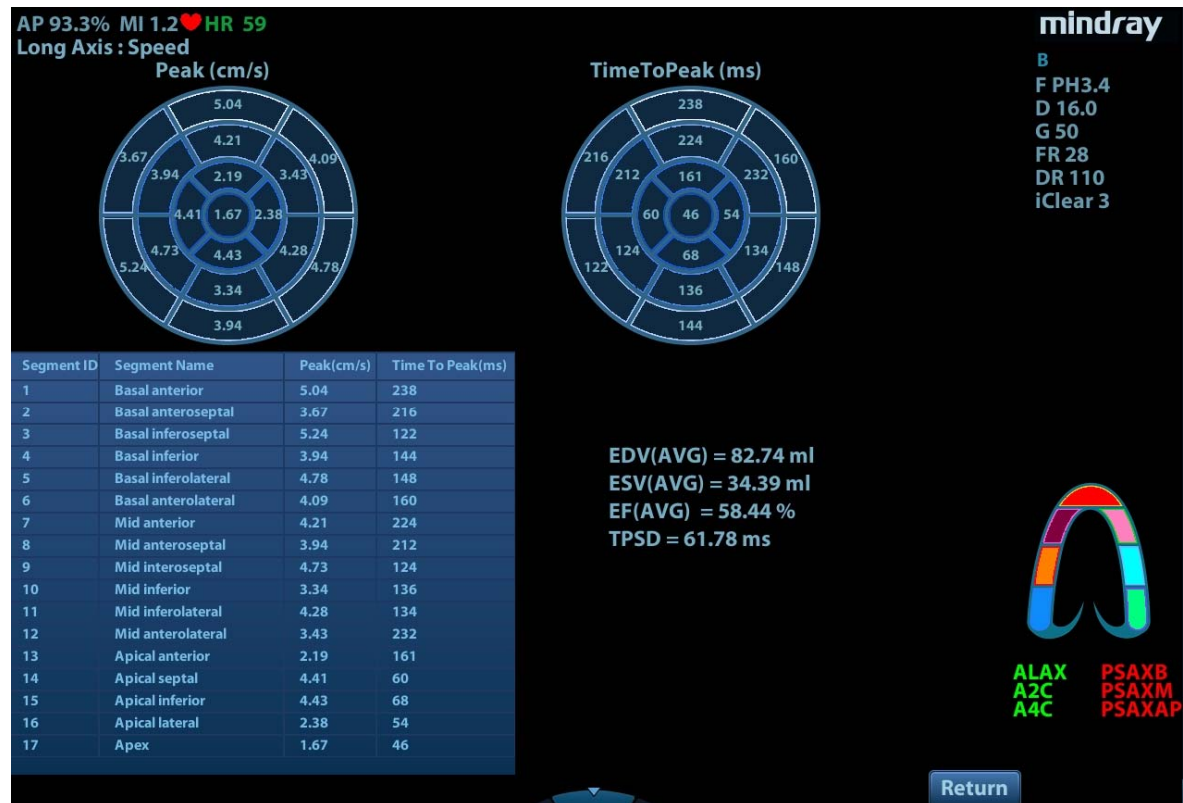 AP 93.3% MI 1.2 HR 59
mindray
Long Axis : Speed
Peak (cm/s)
5.04
4.21
3.67
4.09
3.94
2.19
3.43
4.41
1.67
2.38
4.73
4.43
4.28
5.24
4.78
3.34
3.94
TimeToPeak (ms)
238
224
216
160
212
161
232
60
46
54
124
68
134
122
148
136
144
B
F PH3.4
D 16.0
G 50
FR 28
DR 110
iClear 3
Segment ID Segment Name Peak(cm/s) Time To Peak(ms)
1 Basal anterior 5.04 238
2 Basal anteroseptal 3.67 216
3 Basal inferoseptal 5.24 122
4 Basal inferior 3.94 144
5 Basal inferolateral 4.78 148
6 Basal anterolateral 4.09 160
7 Mid anterior 4.21 224
8 Mid anteroseptal 3.94 212
9 Mid interoseptal 4.73 124
10 Mid inferior 3.34 136
11 Mid inferolateral 4.28 134
12 Mid anterolateral 3.43 232
13 Apical anterior 2.19 161
14 Apical septal 4.41 60
15 Apical inferior 4.43 68
16 Apical lateral 2.38 54
17 Apex 1.67 46
EDV(AVG) = 82.74 ml
ESV(AVG) = 34.39 ml
EF(AVG) = 58.44 %
TPSD = 61.78 ms
ALAX PSAXB
A2C PSAXM
A4C PSAXAP
Return